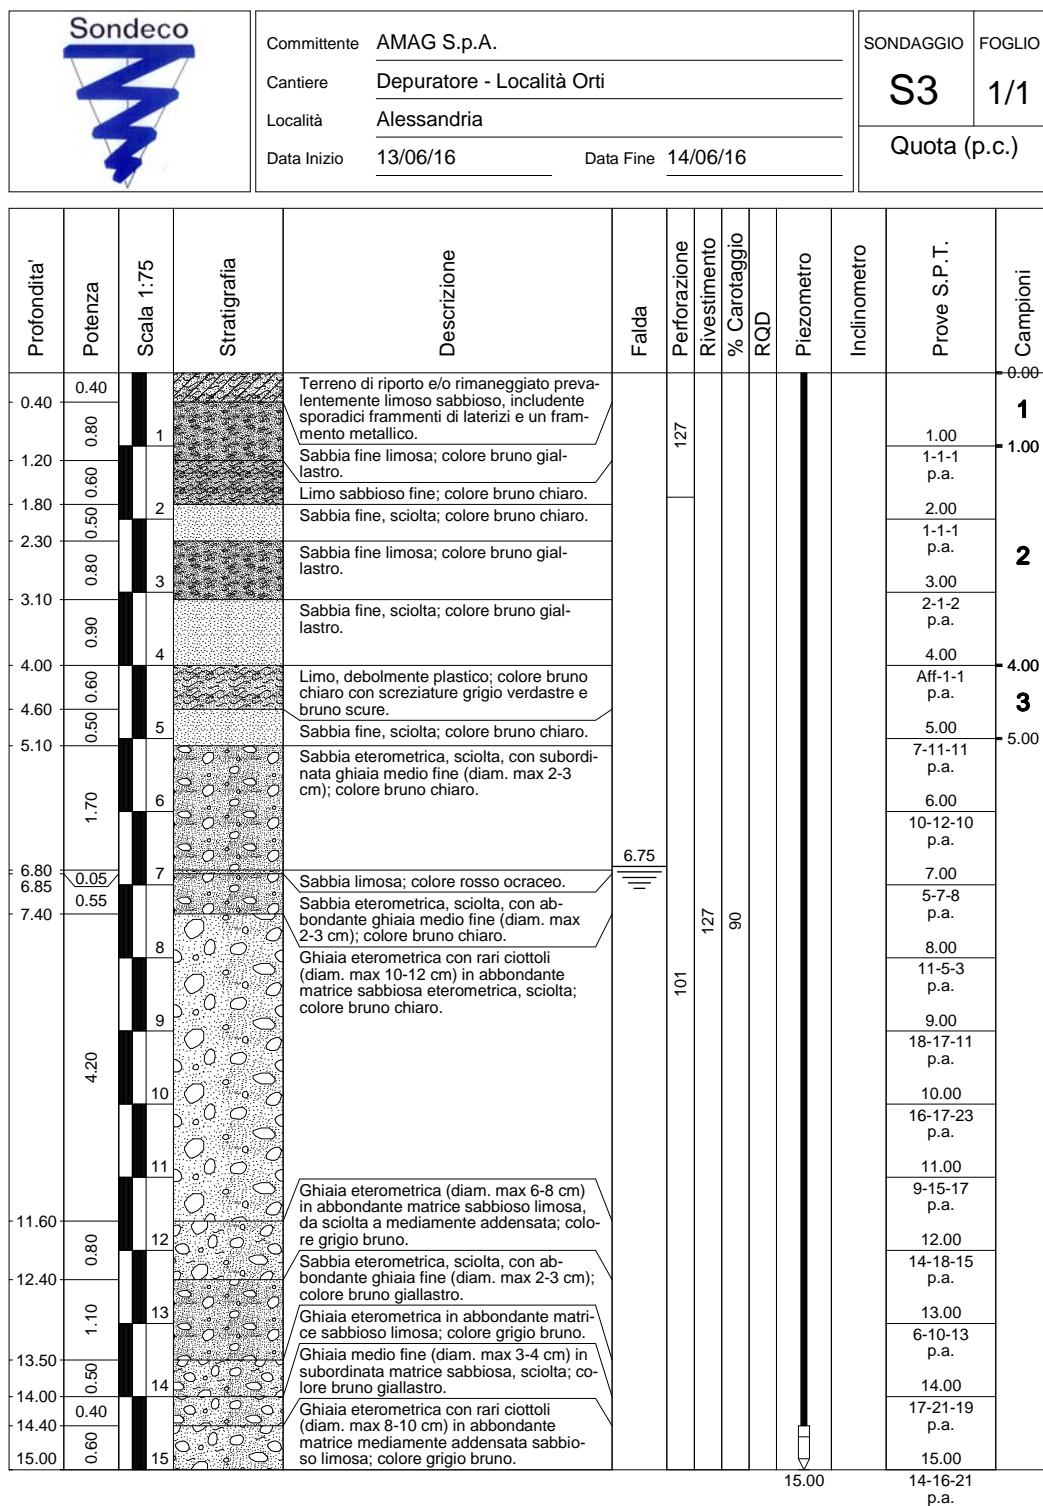 Sondeco
Committente AMAG S.p.A.
Cantiere Depuratore - Località Orti
Località Alessandria
Data Inizio 13/06/16 Data Fine 14/06/16
SONDAGGIO FOGLIO
S3 1/1
Quota (p.c.)
Profondita' Potenza Scala 1:75 Stratigrafia Descrizione Falda Perforazione Rivestimento % Carotaggio RQD Piezometro Inclinometro Prove S.P.T. Campioni
0.40
0.40
0.80
1.20
0.60
1.80
0.50
2.30
0.80
3.10
0.90
4.00
0.60
4.60
0.50
5.10
1.70
6.80
0.05
6.85
0.55
7.40
4.20
11.60
0.80
12.40
1.10
13.50
0.50
14.00
0.40
14.40
0.60
15.00
1
2
3
4
5
6
7
8
9
10
11
12
13
14
15
Terreno di riporto e/o rimaneggiato preva-
lentemente limoso sabbioso, includente
sporadici frammenti di laterizi e un fram-
mento metallico.
Sabbia fine limosa; colore bruno gial-
lastro.
Limo sabbioso fine; colore bruno chiaro.
Sabbia fine, sciolta; colore bruno chiaro.
Sabbia fine limosa; colore bruno gial-
lastro.
Sabbia fine, sciolta; colore bruno gial-
lastro.
Limo, debolmente plastico; colore bruno
chiaro con screziature grigio verdastre e
bruno scure.
Sabbia fine, sciolta; colore bruno chiaro.
Sabbia eterometrica, sciolta, con subordi-
nata ghiaia medio fine (diam. max 2-3
cm); colore bruno chiaro.
Sabbia limosa; colore rosso ocraceo.
Sabbia eterometrica, sciolta, con ab-
bondante ghiaia medio fine (diam. max
2-3 cm); colore bruno chiaro.
Ghiaia eterometrica con rari ciottoli
(diam. max 10-12 cm) in abbondante
matrice sabbiosa eterometrica, sciolta;
colore bruno chiaro.
Ghiaia eterometrica (diam. max 6-8 cm)
in abbondante matrice sabbioso limosa,
da sciolta a mediamente addensata; colo-
re grigio bruno.
Sabbia eterometrica, sciolta, con ab-
bondante ghiaia fine (diam. max 2-3 cm);
colore bruno giallastro.
Ghiaia eterometrica in abbondante matri-
ce sabbioso limosa; colore grigio bruno.
Ghiaia medio fine (diam. max 3-4 cm) in
subordinata matrice sabbiosa, sciolta; co-
lore bruno giallastro.
Ghiaia eterometrica con rari ciottoli
(diam. max 8-10 cm) in abbondante
matrice mediamente addensata sabbio-
so limosa; colore grigio bruno.
6.75
127
101
127
90
15.00
1.00
1-1-1
p.a.
2.00
1-1-1
p.a.
3.00
2-1-2
p.a.
4.00
Aff-1-1
p.a.
5.00
7-11-11
p.a.
6.00
10-12-10
p.a.
7.00
5-7-8
p.a.
8.00
11-5-3
p.a.
9.00
18-17-11
p.a.
10.00
16-17-23
p.a.
11.00
9-15-17
p.a.
12.00
14-18-15
p.a.
13.00
6-10-13
p.a.
14.00
17-21-19
p.a.
15.00
14-16-21
p.a.
0.00
1
1.00
2
4.00
3
5.00